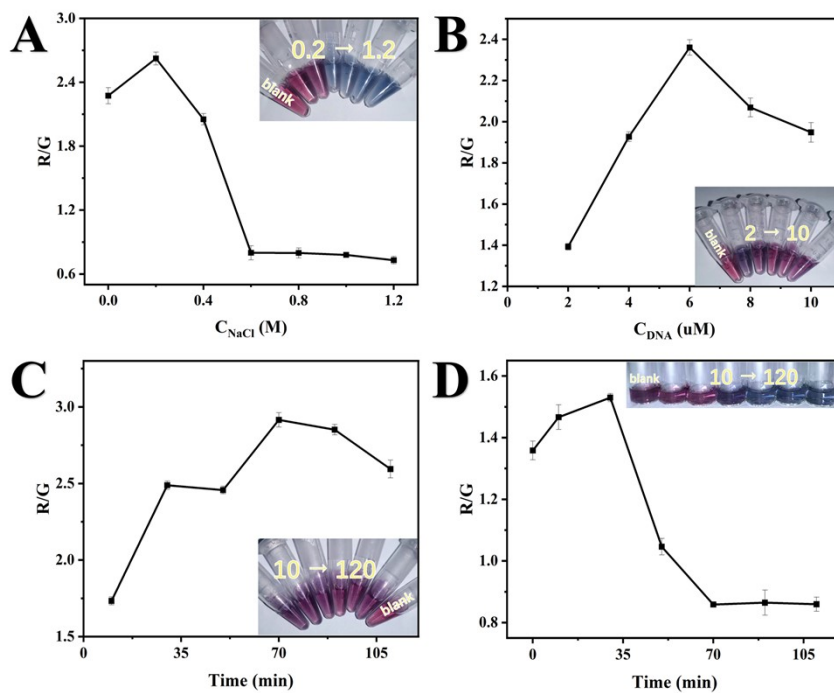 A
3.0
2.4
1.8
1.2
0.6
R/G
0.0
0.4
0.8
1.2
C_NaCl (M)
0.2 → 1.2
blank
B
2.4
2.2
2.0
1.8
1.6
1.4
1.2
R/G
0
2
4
6
8
10
C_DNA (uM)
blank
2 → 10
C
3.5
3.0
2.5
2.0
1.5
R/G
0
35
70
105
Time (min)
10 → 120
blank
D
1.6
1.4
1.2
1.0
0.8
R/G
0
35
70
105
Time (min)
blank
10 → 120